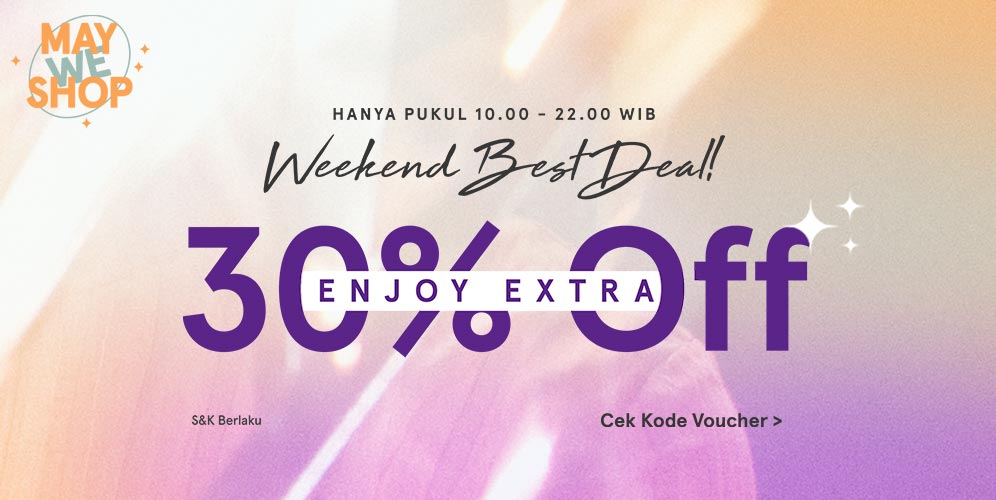 MAY
WE
SHOP
HANYA PUKUL 10.00 - 22.00 WIB
Weekend Best Deal!
30% Off
ENJOY EXTRA
S&K Berlaku
Cek Kode Voucher >